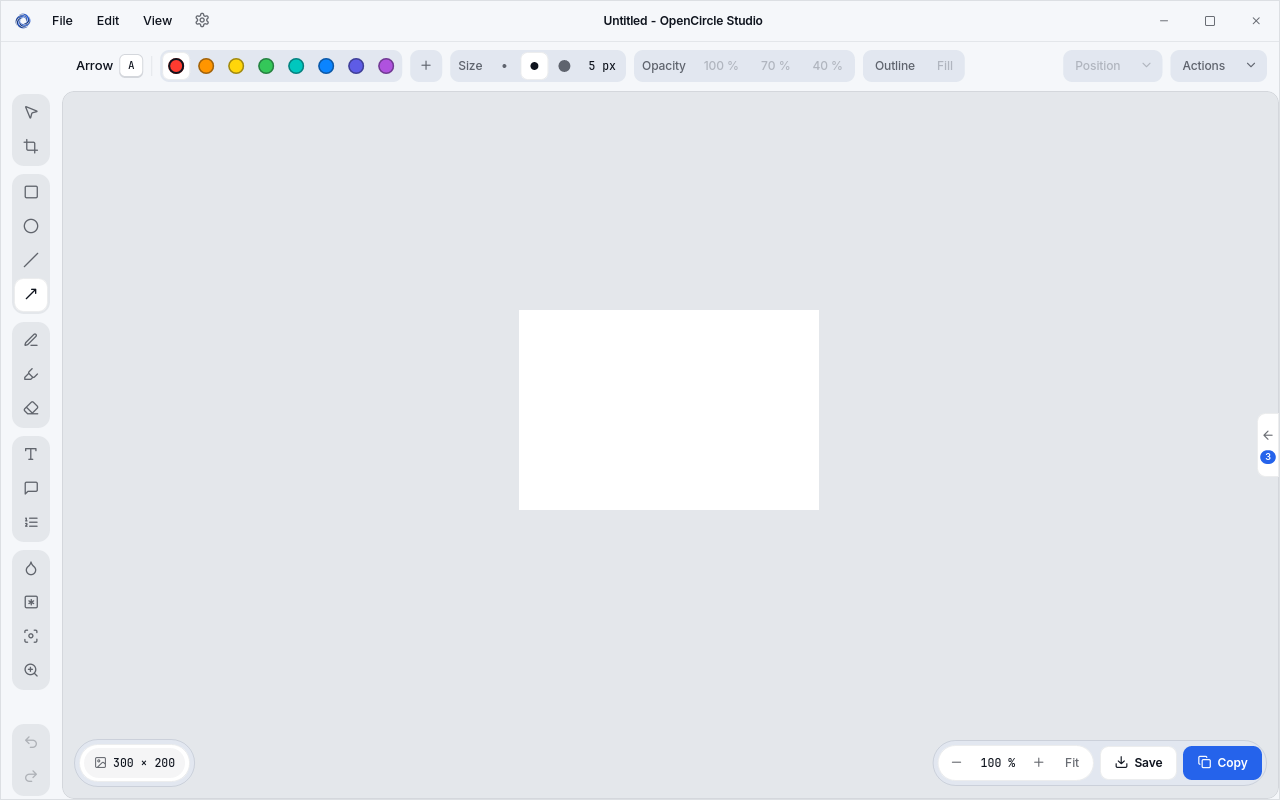 File Edit View Untitled - OpenCircle Studio
Arrow A Size 5 px Opacity 100 % 70 % 40 % Outline Fill Position Actions
3
300 × 200 100 % Fit Save Copy